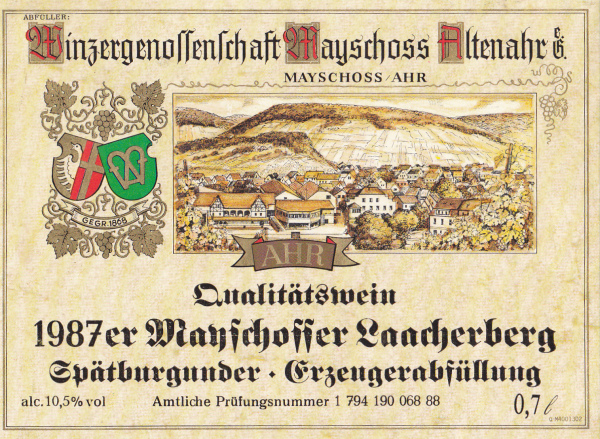 ABFÜLLER:
Winzergenossenschaft Mayschoss Altenahr e.G.
MAYSCHOSS/AHR
GEGR. 1868
AHR
Qualitätswein
1987er Mayschosser Laacherberg
Spätburgunder · Erzeugerabfüllung
alc. 10,5% vol Amtliche Prüfungsnummer 1 794 190 068 88 0,7 l